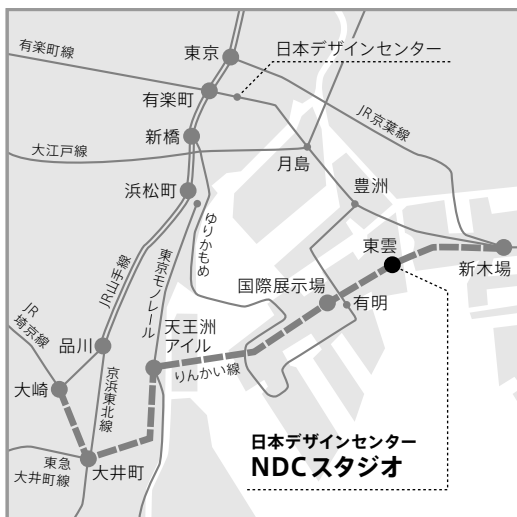 東京
日本デザインセンター
有楽町線
有楽町
新橋
JR京葉線
大江戸線
月島
浜松町
豊洲
ゆりかもめ
東雲
新木場
東京モノレール
JR山手線
国際展示場
有明
天王洲
アイル
JR
埼京線
品川
りんかい線
大崎
京浜東北線
東急
大井町線
大井町
日本デザインセンター
NDCスタジオ